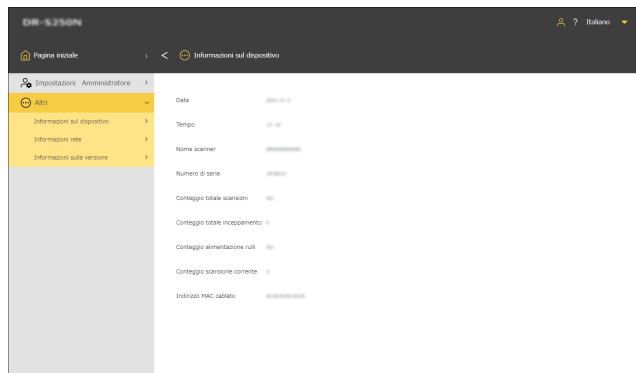 DR-S250N
? Italiano
Pagina iniziale
< Informazioni sul dispositivo
Impostazioni Amministratore
Altri
Informazioni sul dispositivo
Informazioni rete
Informazioni sulla versione
Data
Tempo
Nome scanner
Numero di serie
Conteggio totale scansioni
Conteggio totale inceppamento
Conteggio alimentazione rulli
Conteggio scansione corrente
Indirizzo MAC cablato